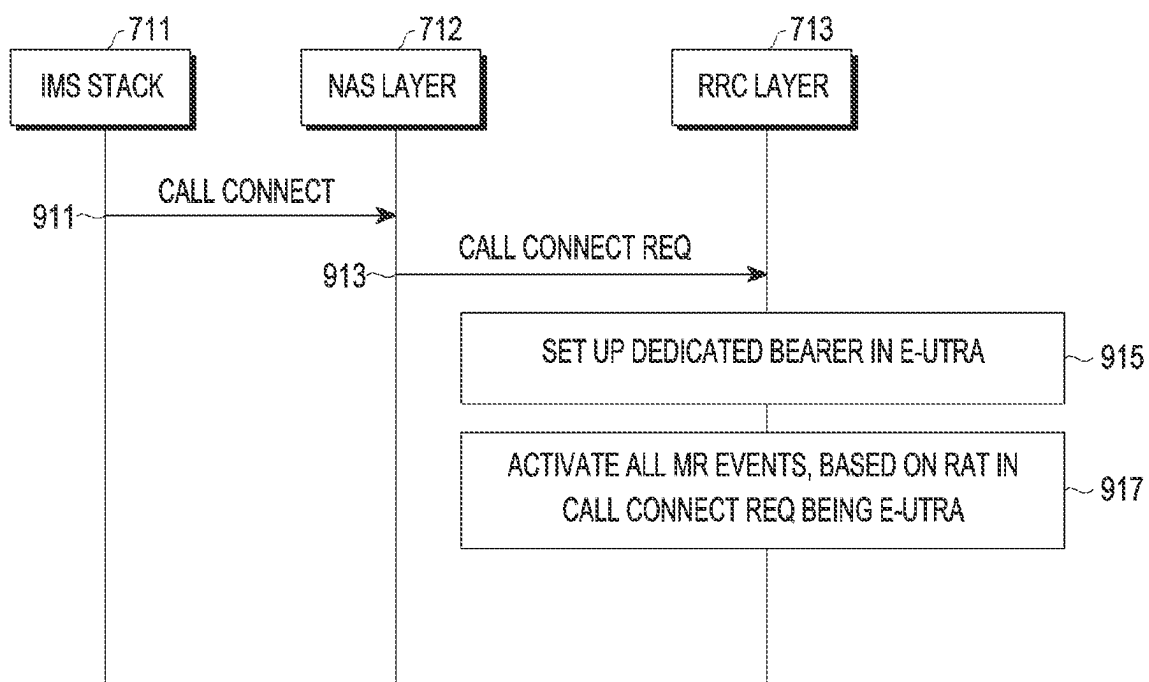 711
712
713
IMS STACK
NAS LAYER
RRC LAYER
CALL CONNECT
911
CALL CONNECT REQ
913
SET UP DEDICATED BEARER IN E-UTRA
915
ACTIVATE ALL MR EVENTS, BASED ON RAT IN
CALL CONNECT REQ BEING E-UTRA
917